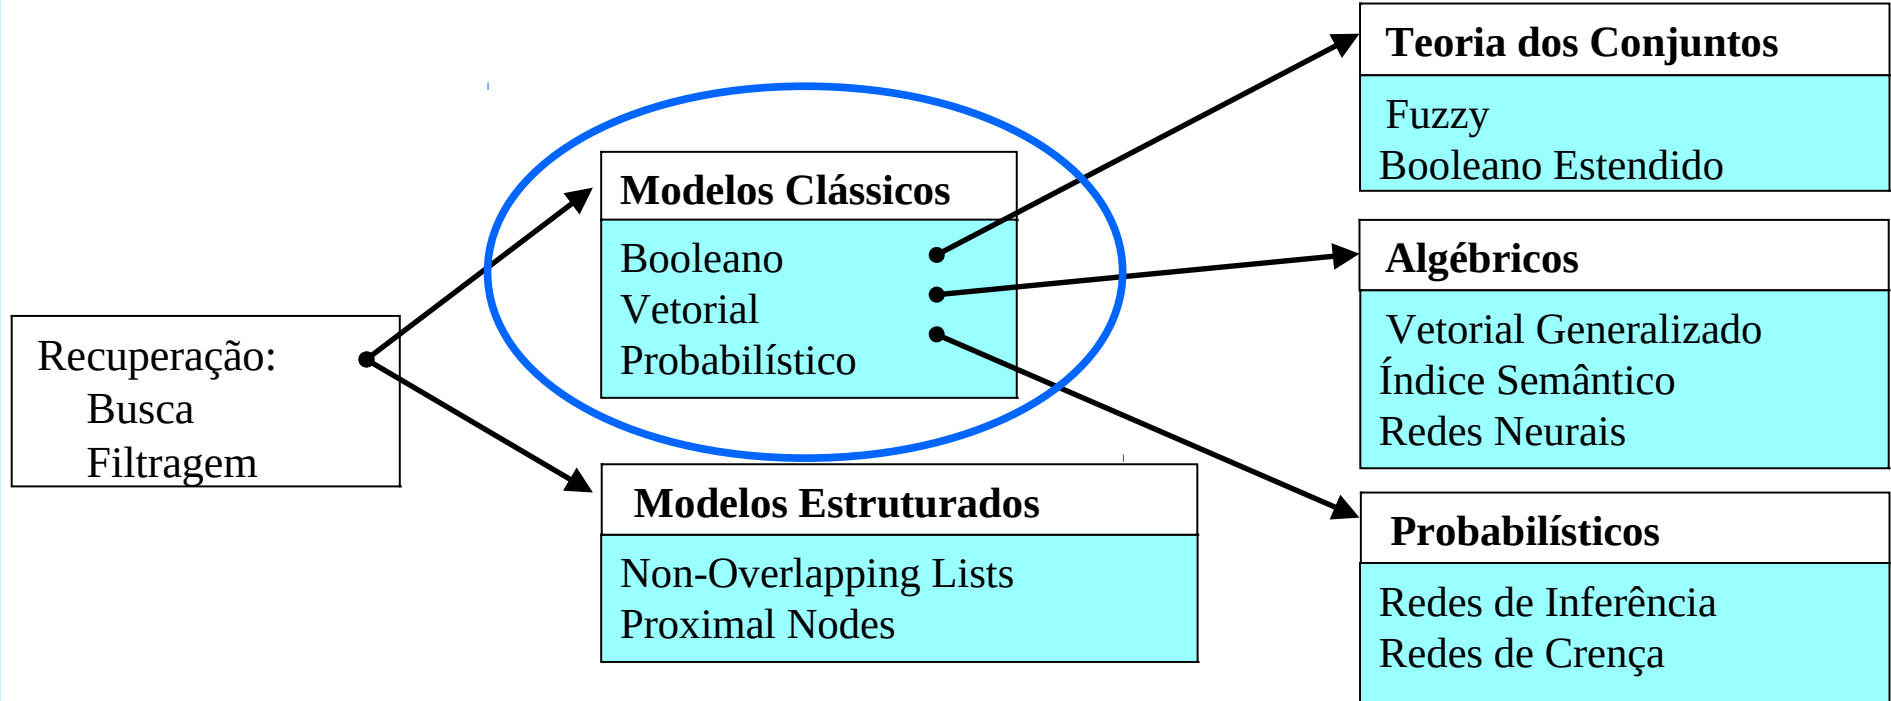 Recuperação:
Busca
Filtragem
Modelos Clássicos
Booleano
Vetorial
Probabilístico
Modelos Estruturados
Non-Overlapping Lists
Proximal Nodes
Teoria dos Conjuntos
Fuzzy
Booleano Estendido
Algébricos
Vetorial Generalizado
Índice Semântico
Redes Neurais
Probabilísticos
Redes de Inferência
Redes de Crença